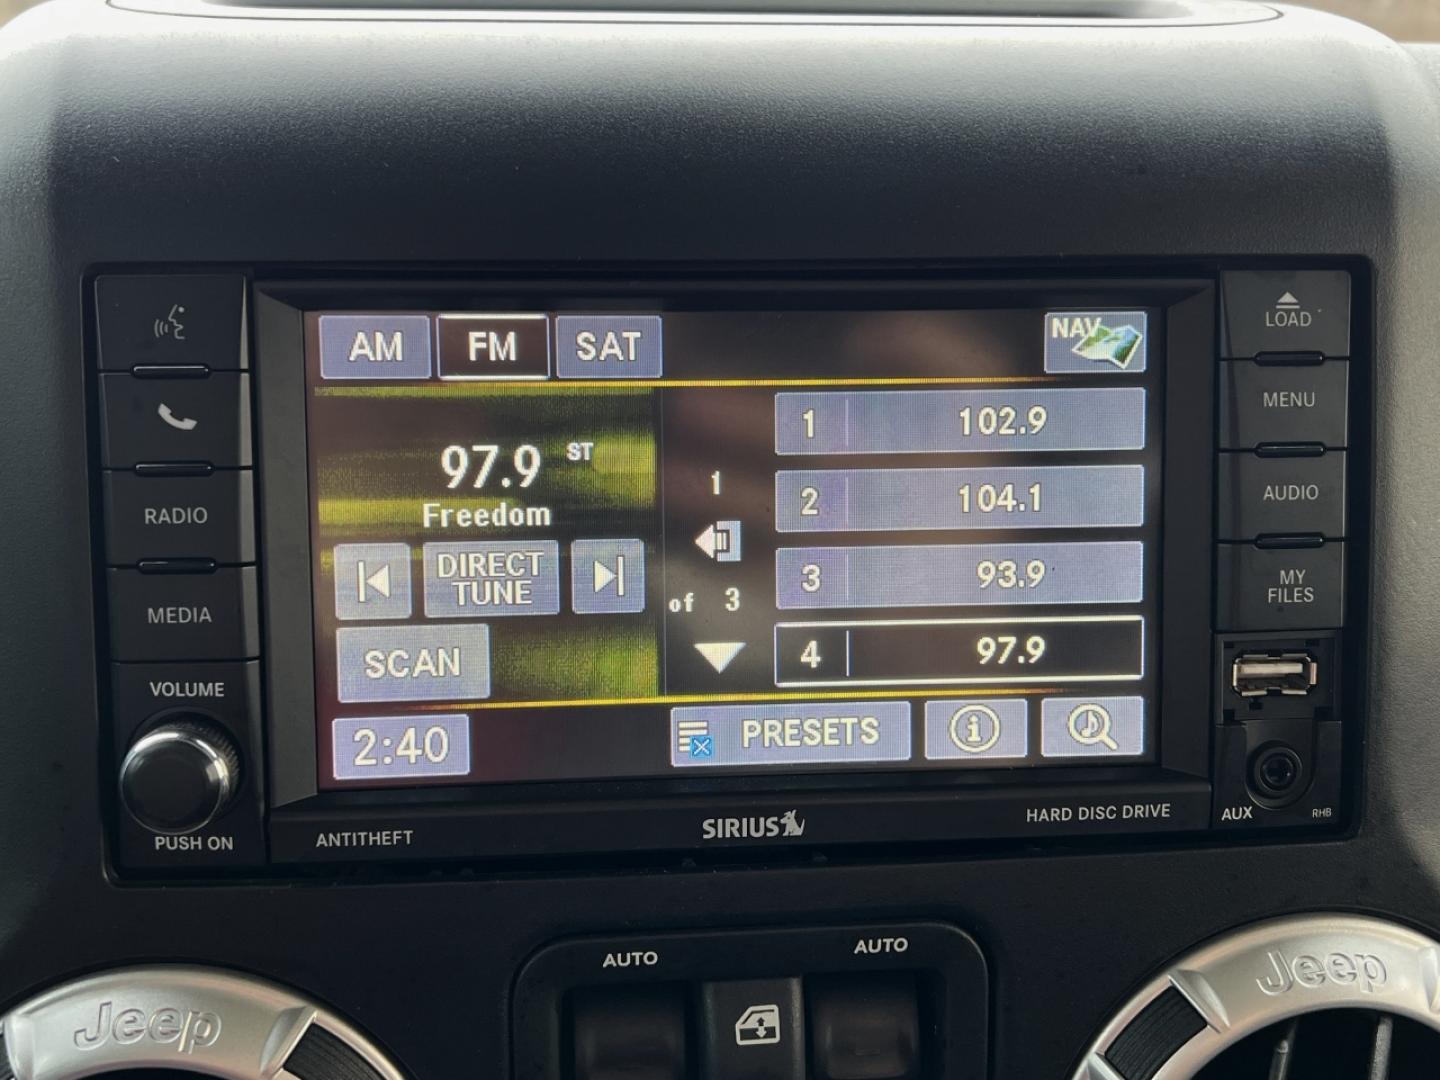 AM FM SAT NAV
97.9 ST
Freedom
DIRECT
TUNE
SCAN
2:40
1
of 3
1 102.9
2 104.1
3 93.9
4 97.9
PRESETS
i
RADIO
MEDIA
VOLUME
PUSH ON
LOAD
MENU
AUDIO
MY
FILES
AUX
RHB
ANTITHEFT
SIRIUS
HARD DISC DRIVE
AUTO
AUTO
Jeep
Jeep